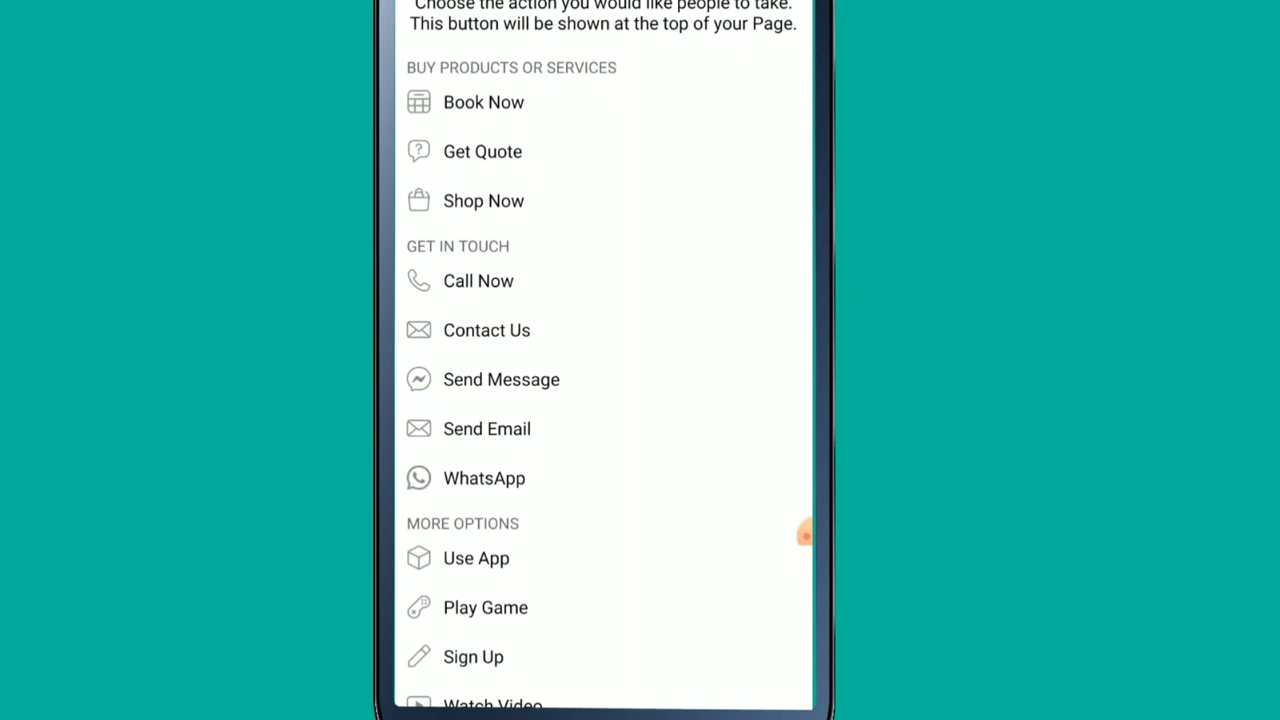 Choose the action you would like people to take.
This button will be shown at the top of your Page.
BUY PRODUCTS OR SERVICES
Book Now
Get Quote
Shop Now
GET IN TOUCH
Call Now
Contact Us
Send Message
Send Email
WhatsApp
MORE OPTIONS
Use App
Play Game
Sign Up
Watch Video